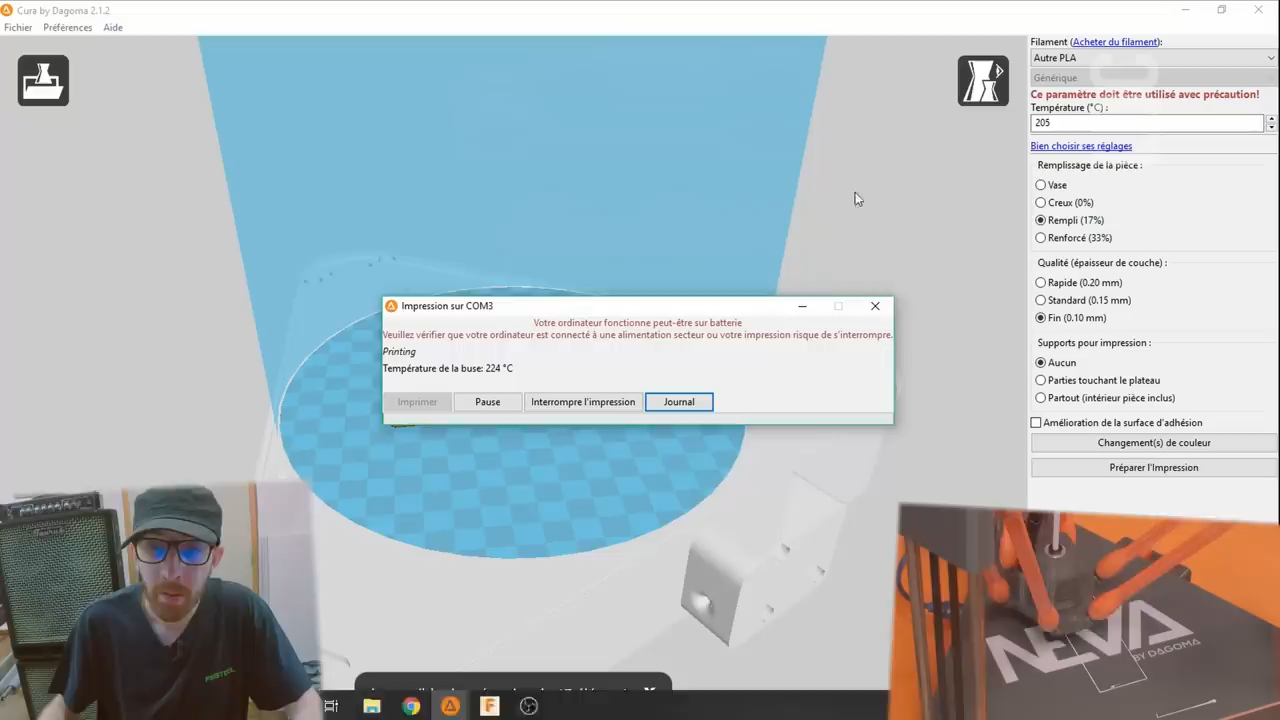 Cura by Dagoma 2.1.2
Fichier Préférences Aide
Filament (Acheter du filament):
Autre PLA
Générique
Ce paramètre doit être utilisé avec précaution!
Température (°C) :
205
Bien choisir ses réglages
Remplissage de la pièce :
Vase
Creux (0%)
Rempli (17%)
Renforcé (33%)
Qualité (épaisseur de couche) :
Rapide (0.20 mm)
Standard (0.15 mm)
Fin (0.10 mm)
Supports pour impression :
Aucun
Parties touchant le plateau
Partout (intérieur pièce inclus)
Amélioration de la surface d'adhésion
Changement(s) de couleur
Préparer l'Impression
Impression sur COM3
Votre ordinateur fonctionne peut-être sur batterie
Veuillez vérifier que votre ordinateur est connecté à une alimentation secteur ou votre impression risque de s'interrompre.
Printing
Température de la buse: 224 °C
Imprimer Pause Interrompre l'impression Journal
NEVA
BY DAGOMA